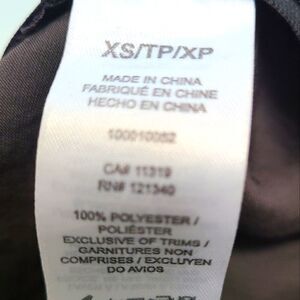 XS/TP/XP
MADE IN CHINA
FABRIQUÉ EN CHINE
HECHO EN CHINA
100010052
CA# 11319
RN# 121340
100% POLYESTER /
POLIÉSTER
EXCLUSIVE OF TRIMS /
GARNITURES NON
COMPRISES / EXCLUYEN
DO AVIOS